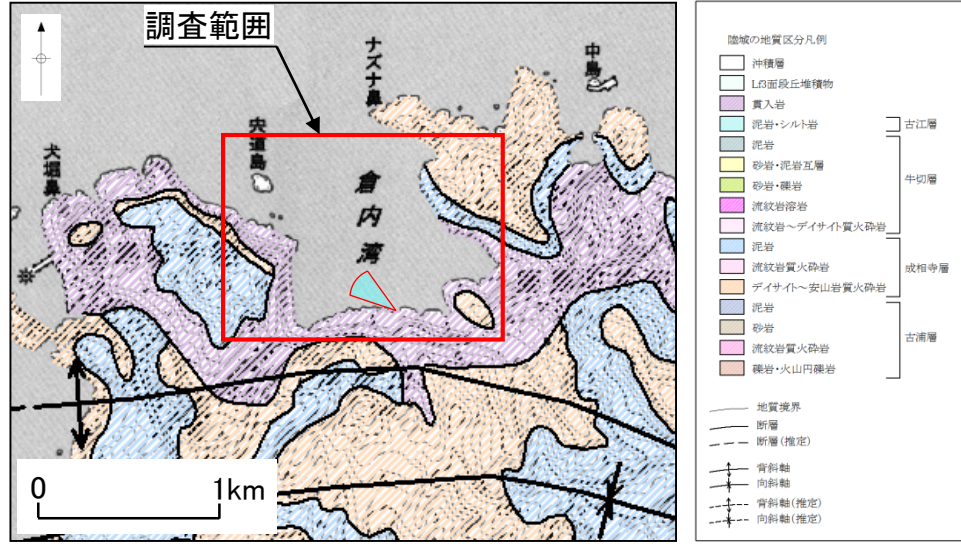 調査範囲
ナズナ鼻
中島
宍道島
犬堀鼻
倉内湾
0 1km
陸域の地質区分凡例
沖積層
Lf3面段丘堆積物
貫入岩
泥岩・シルト岩
古江層
泥岩
砂岩・泥岩互層
砂岩・礫岩
流紋岩溶岩
流紋岩～デイサイト質火砕岩
牛切層
泥岩
流紋岩質火砕岩
デイサイト～安山岩質火砕岩
成相寺層
泥岩
砂岩
流紋岩質火砕岩
礫岩・火山円礫岩
古浦層
地質境界
断層
断層(推定)
背斜軸
向斜軸
背斜軸(推定)
向斜軸(推定)